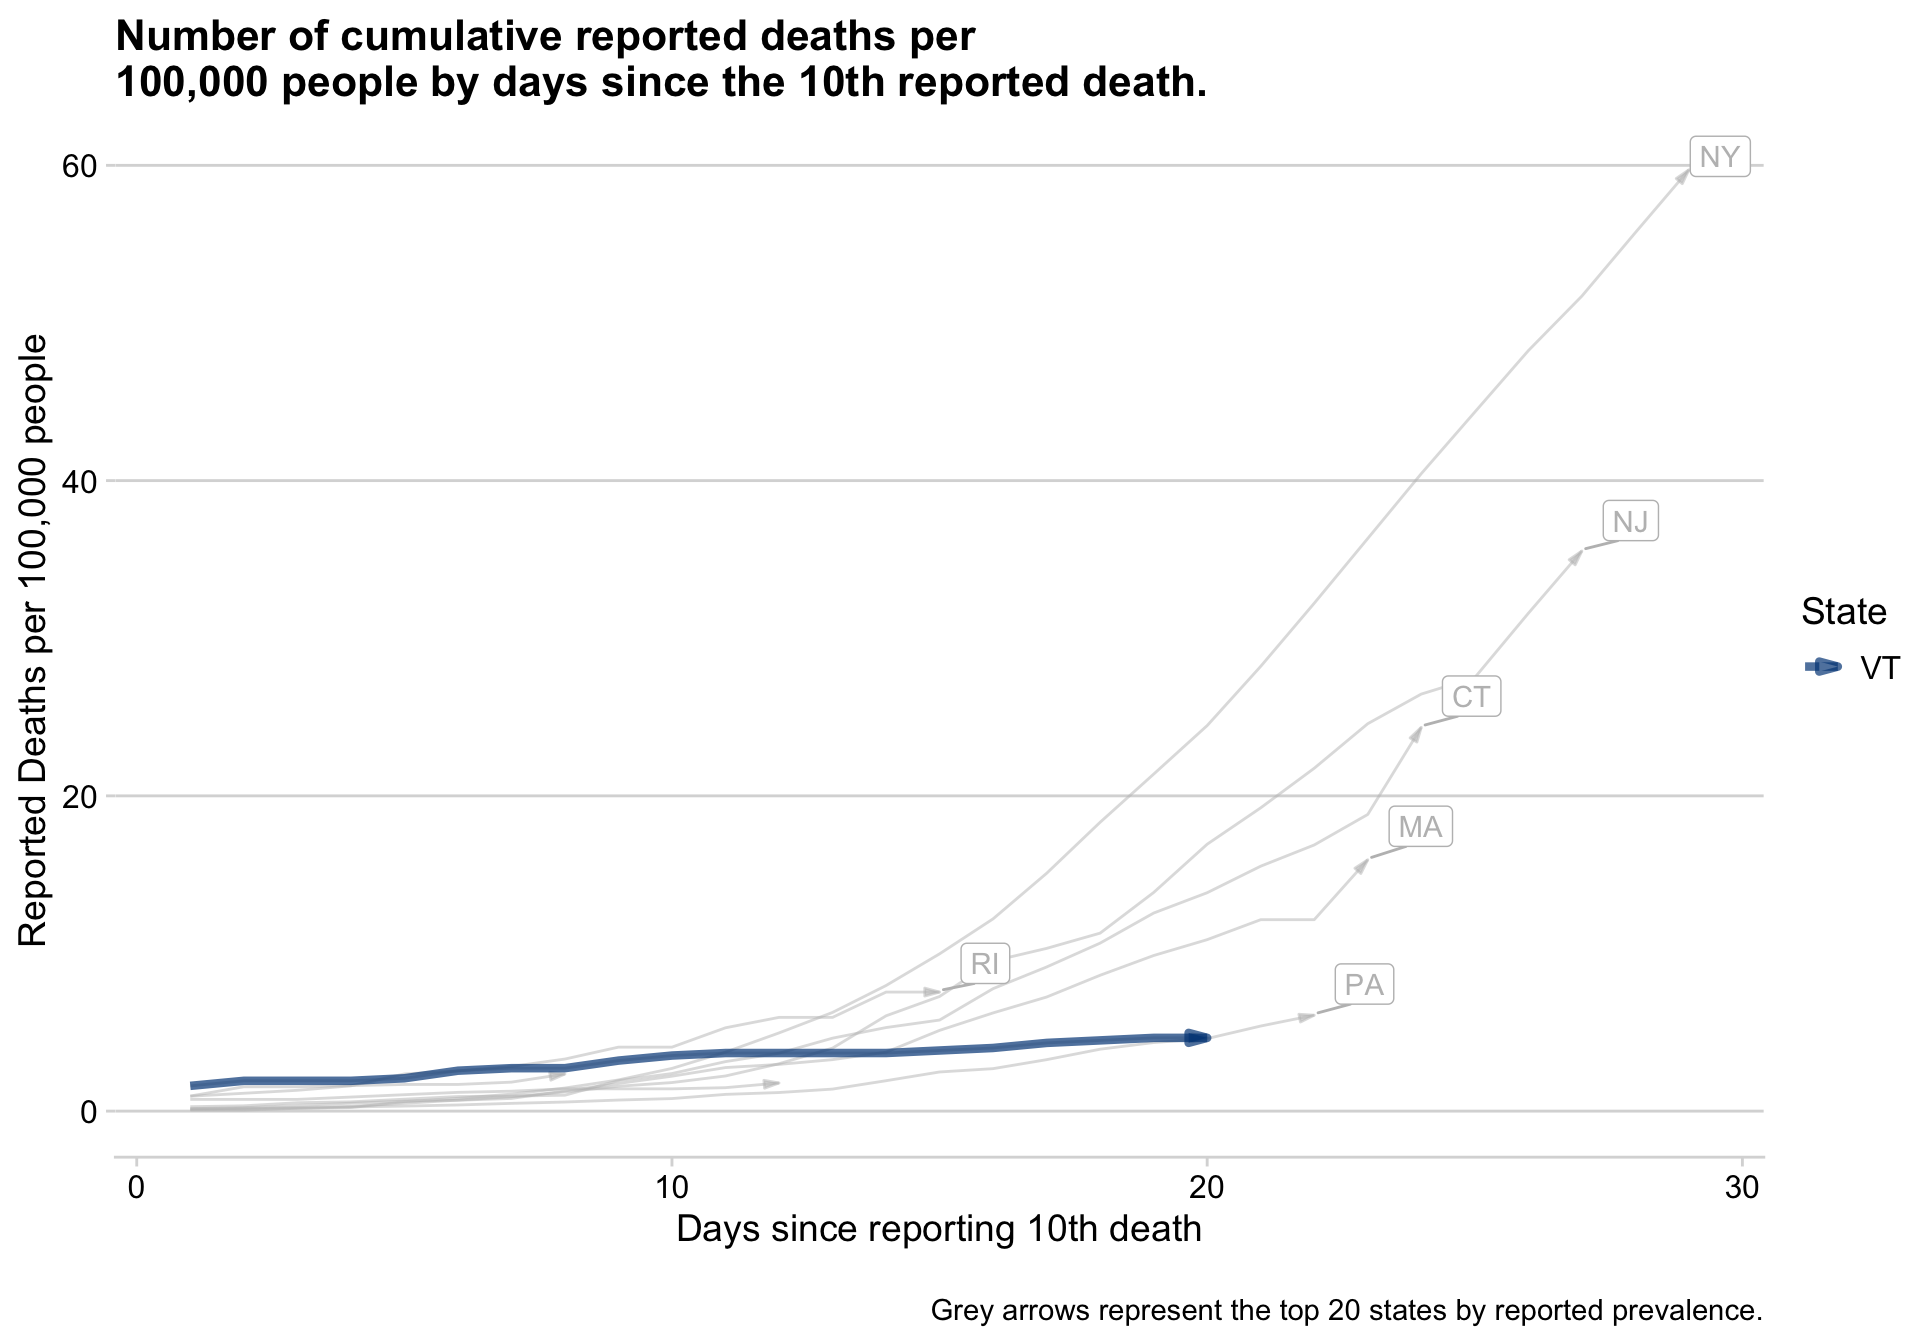 Number of cumulative reported deaths per
100,000 people by days since the 10th reported death.
Reported Deaths per 100,000 people
60
40
20
0
NY
NJ
CT
MA
RI
PA
State
VT
0 10 20 30
Days since reporting 10th death
Grey arrows represent the top 20 states by reported prevalence.